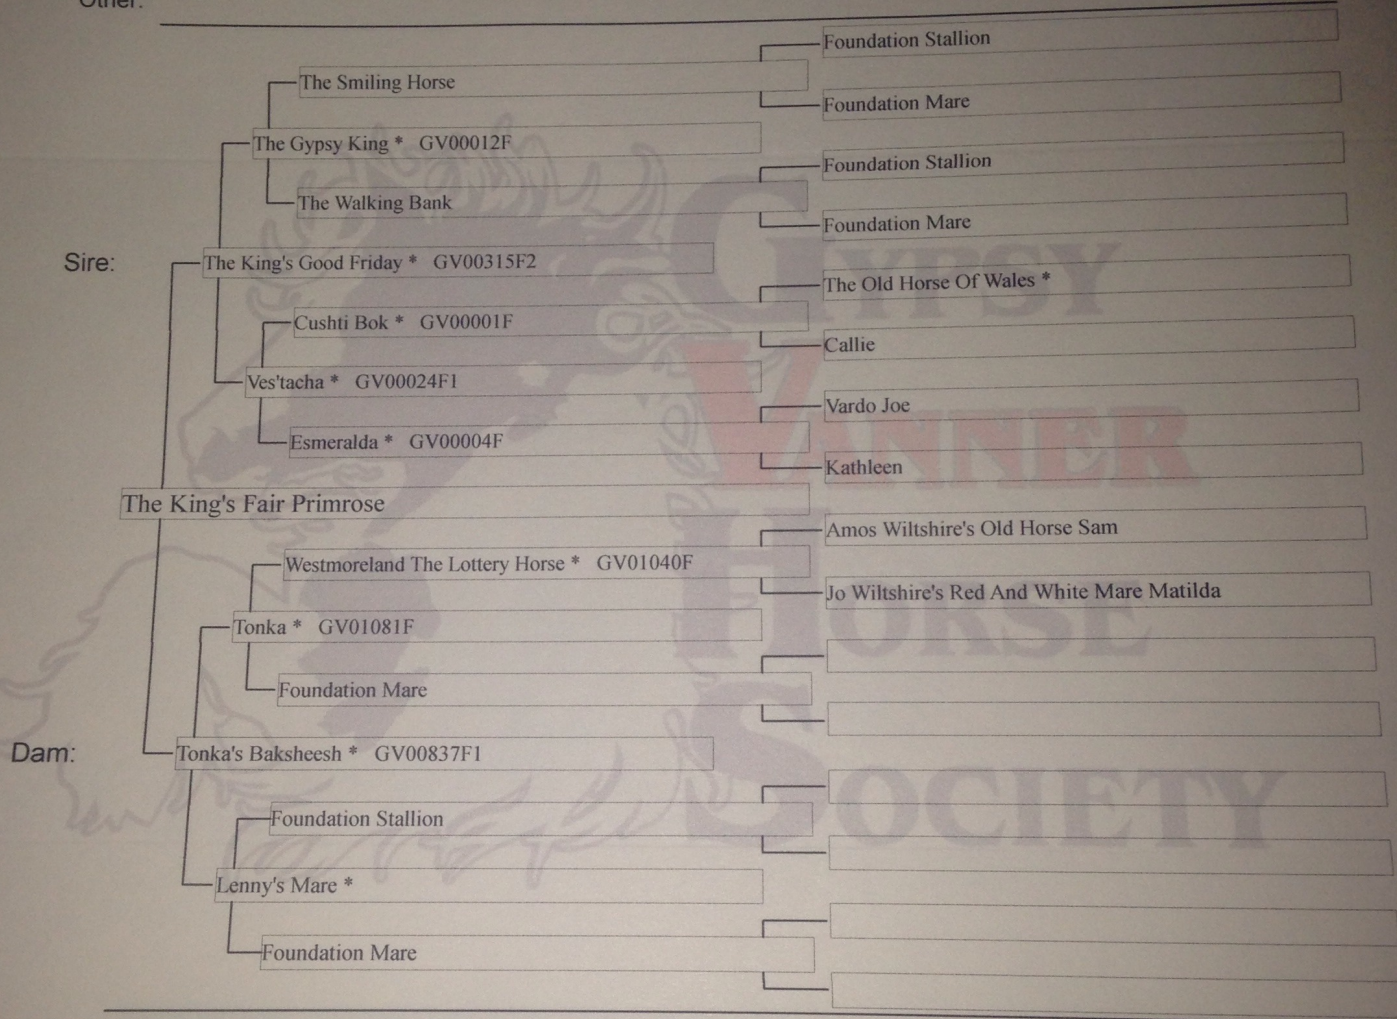 Other:
Foundation Stallion
The Smiling Horse
Foundation Mare
The Gypsy King * GV00012F
Foundation Stallion
The Walking Bank
Foundation Mare
Sire:
The King's Good Friday * GV00315F2
The Old Horse Of Wales *
Cushti Bok * GV00001F
Callie
Ves'tacha * GV00024F1
Vardo Joe
Esmeralda * GV00004F
Kathleen
The King's Fair Primrose
Amos Wiltshire's Old Horse Sam
Westmoreland The Lottery Horse * GV01040F
Jo Wiltshire's Red And White Mare Matilda
Tonka * GV01081F
Foundation Mare
Dam:
Tonka's Baksheesh * GV00837F1
Foundation Stallion
Lenny's Mare *
Foundation Mare
GYPSY
VANNER
HORSE
SOCIETY